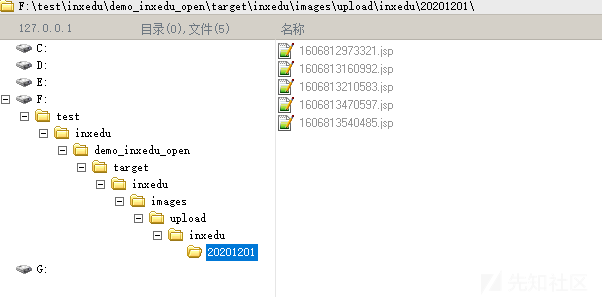 F:\test\inxedu\demo_inxedu_open\target\inxedu\images\upload\inxedu\20201201\
127.0.0.1 目录(0),文件(5) 名称
C:
D:
E:
F:
test
inxedu
demo_inxedu_open
target
inxedu
images
upload
inxedu
20201201
G:
1606812973321.jsp
1606813160992.jsp
1606813210583.jsp
1606813470597.jsp
1606813540485.jsp
先知社区